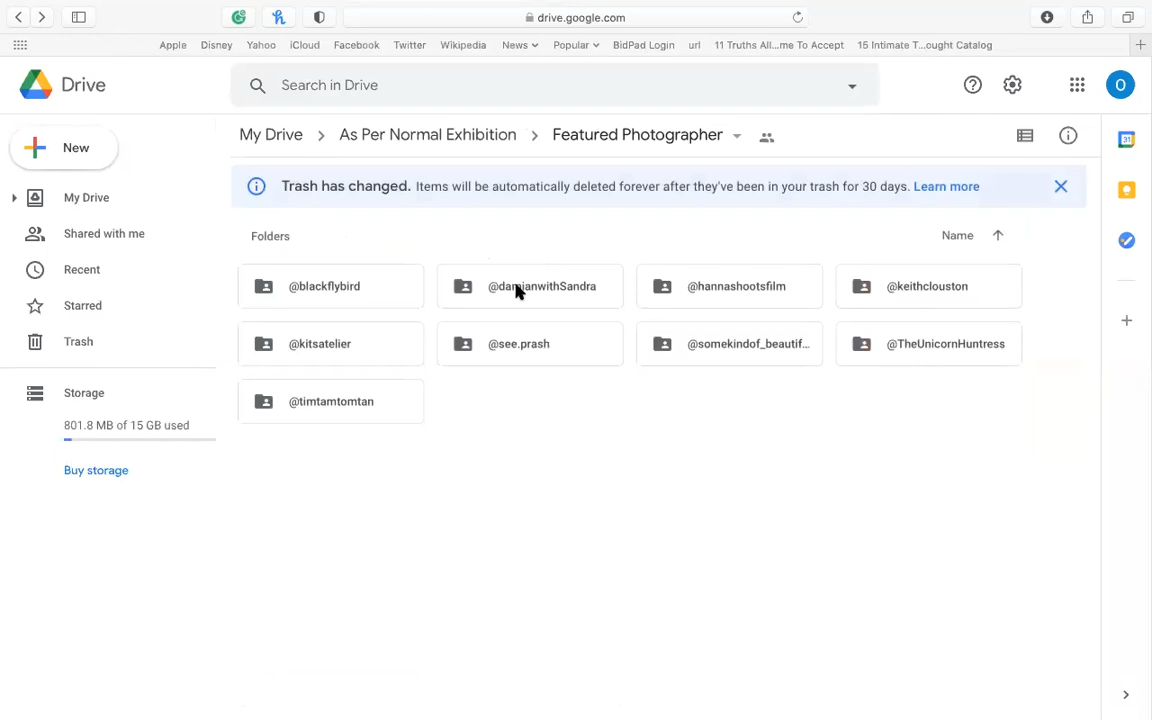 drive.google.com
Apple Disney Yahoo iCloud Facebook Twitter Wikipedia News Popular BidPad Login url 11 Truths All...me To Accept 15 Intimate T...ought Catalog
Drive
Search in Drive
O
New
My Drive > As Per Normal Exhibition > Featured Photographer
31
Trash has changed. Items will be automatically deleted forever after they've been in your trash for 30 days. Learn more
My Drive
Shared with me
Recent
Starred
Trash
Storage
801.8 MB of 15 GB used
Buy storage
Folders
Name
@blackflybird
@damianwithSandra
@hannashootsfilm
@keithclouston
@kitsatelier
@see.prash
@somekindof_beautif...
@TheUnicornHuntress
@timtamtomtan